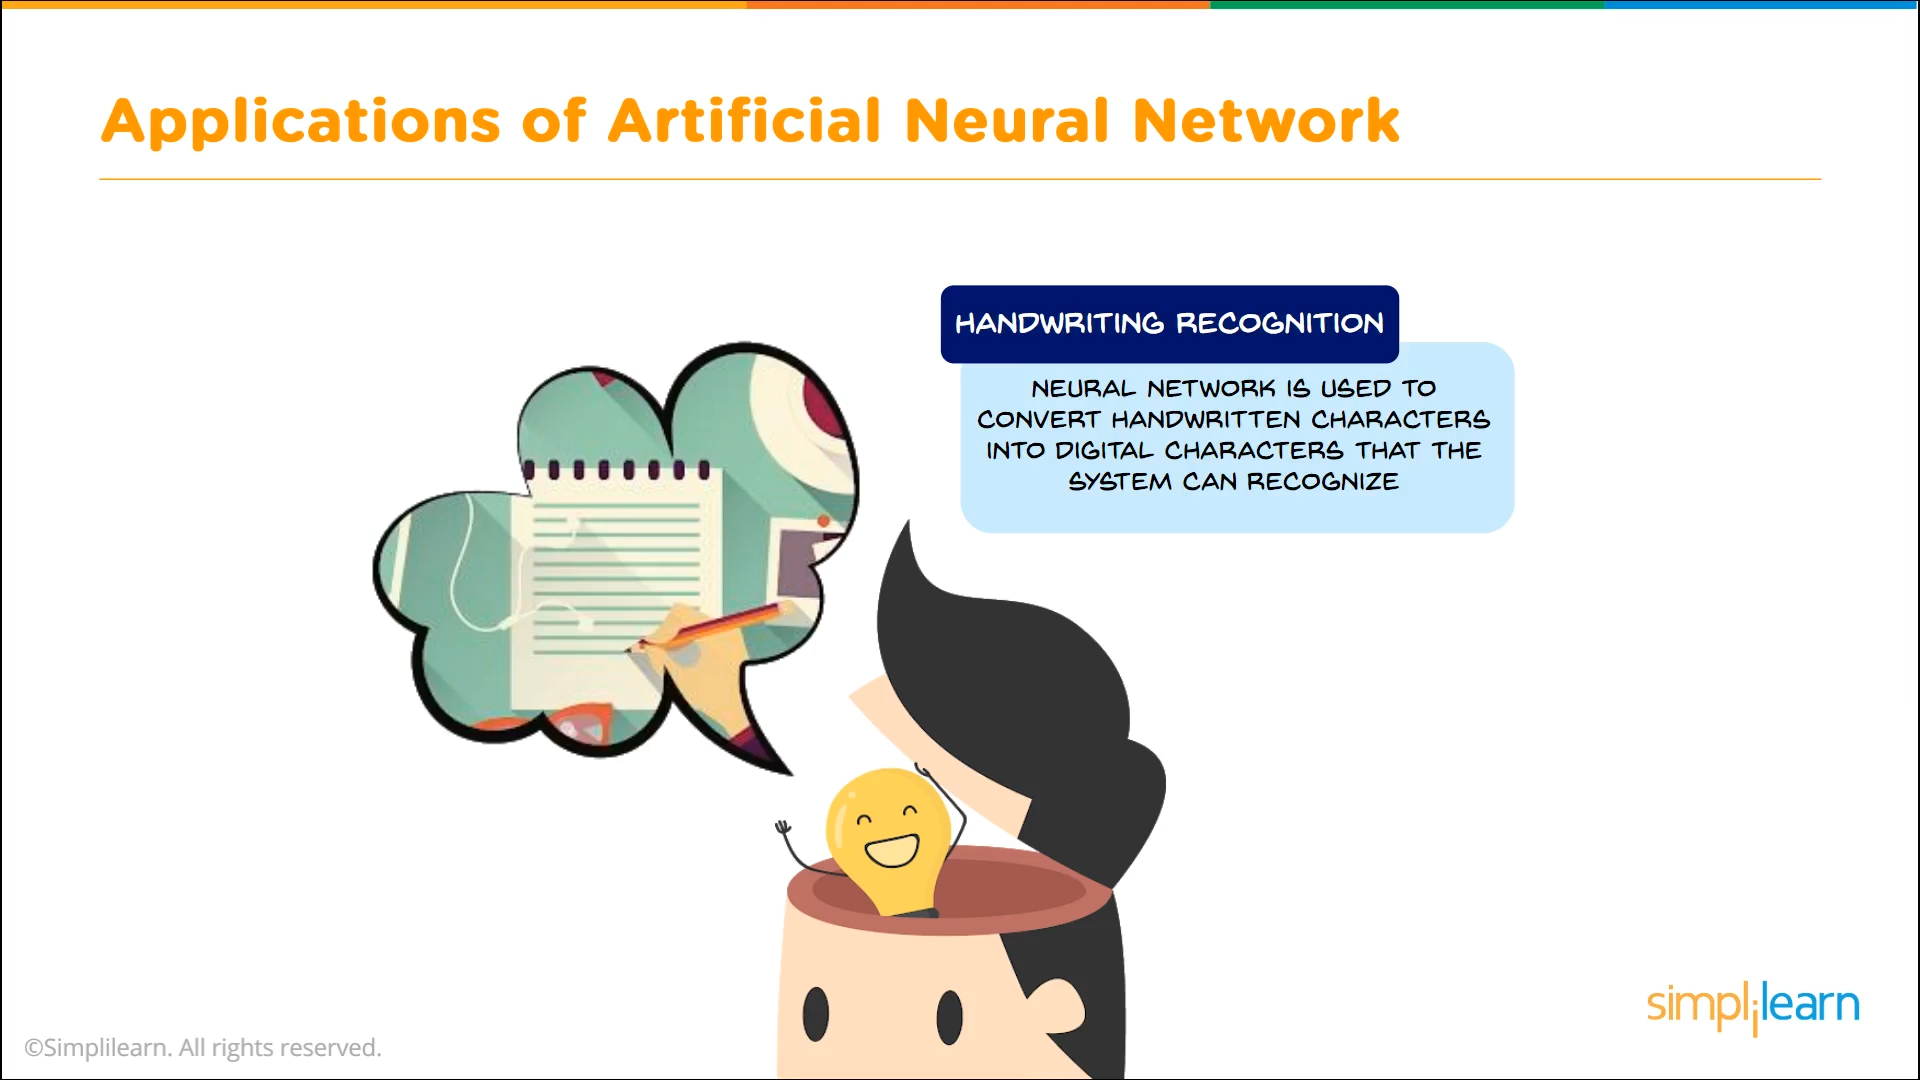 Applications of Artificial Neural Network
HANDWRITING RECOGNITION
NEURAL NETWORK IS USED TO
CONVERT HANDWRITTEN CHARACTERS
INTO DIGITAL CHARACTERS THAT THE
SYSTEM CAN RECOGNIZE
simplilearn
©Simplilearn. All rights reserved.